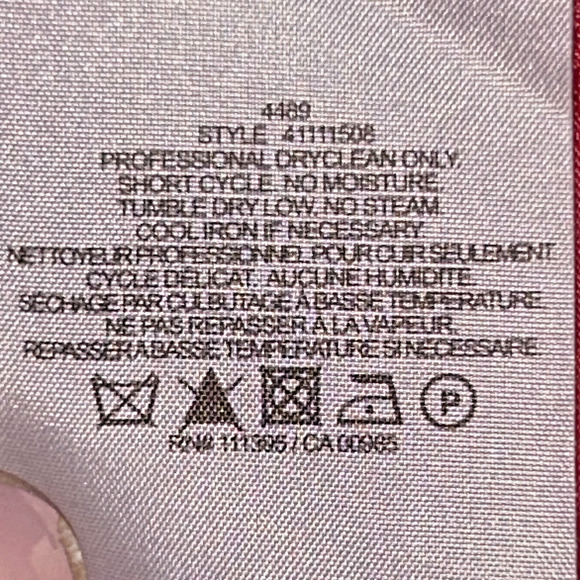 4489
STYLE 41111508
PROFESSIONAL DRYCLEAN ONLY.
SHORT CYCLE. NO MOISTURE
TUMBLE DRY LOW. NO STEAM.
COOL IRON IF NECESSARY
NETTOYEUR PROFESSIONNEL POUR CUIR SEULEMENT.
CYCLE DELICAT. AUCUNE HUMIDITE.
SECHAGE PAR CULBUTAGE À BASSE TEMPERATURE.
NE PAS REPASSER À LA VAPEUR.
REPASSER À BASSE TEMPERATURE SI NECESSAIRE.
P
RN# 111395 / CA 00965